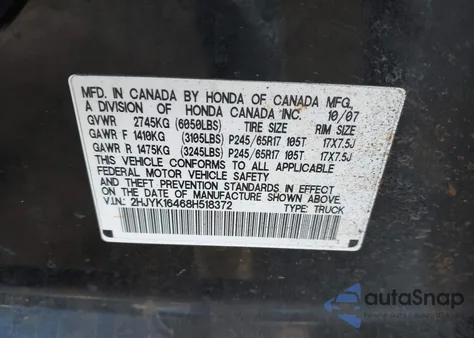 MFD. IN CANADA BY HONDA OF CANADA MFG.,
A DIVISION OF HONDA CANADA INC. 10/07
GVWR 2745KG (6050LBS) TIRE SIZE RIM SIZE
GAWR F 1410KG (3105LBS) P245/65R17 105T 17X7.5J
GAWR R 1475KG (3245LBS) P245/65R17 105T 17X7.5J
THIS VEHICLE CONFORMS TO ALL APPLICABLE
FEDERAL MOTOR VEHICLE SAFETY
AND THEFT PREVENTION STANDARDS IN EFFECT
ON THE DATE OF MANUFACTURE SHOWN ABOVE.
V.I.N.: 2HJYK16468H518372 TYPE: TRUCK
autoSnap